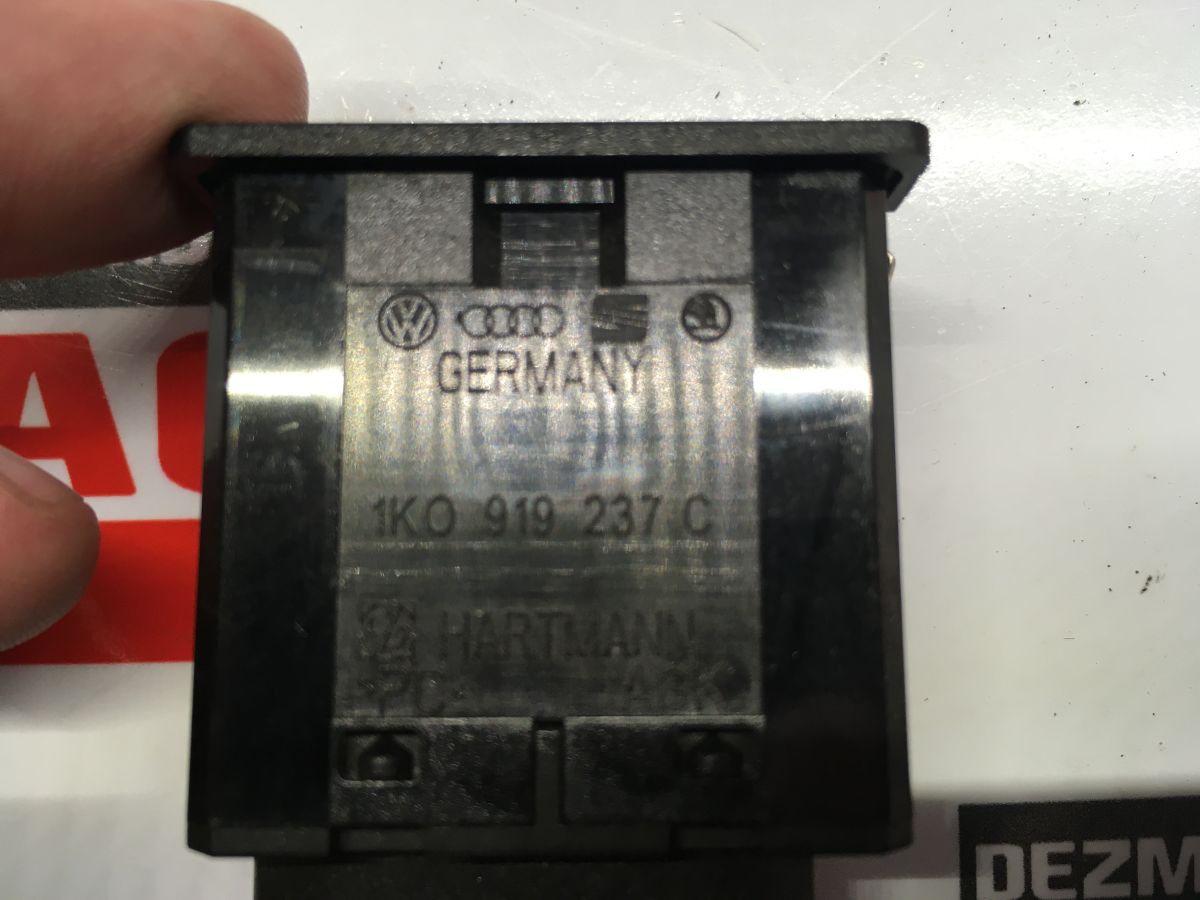 GERMANY
1K0 919 237 C
HARTMANN
DEZM